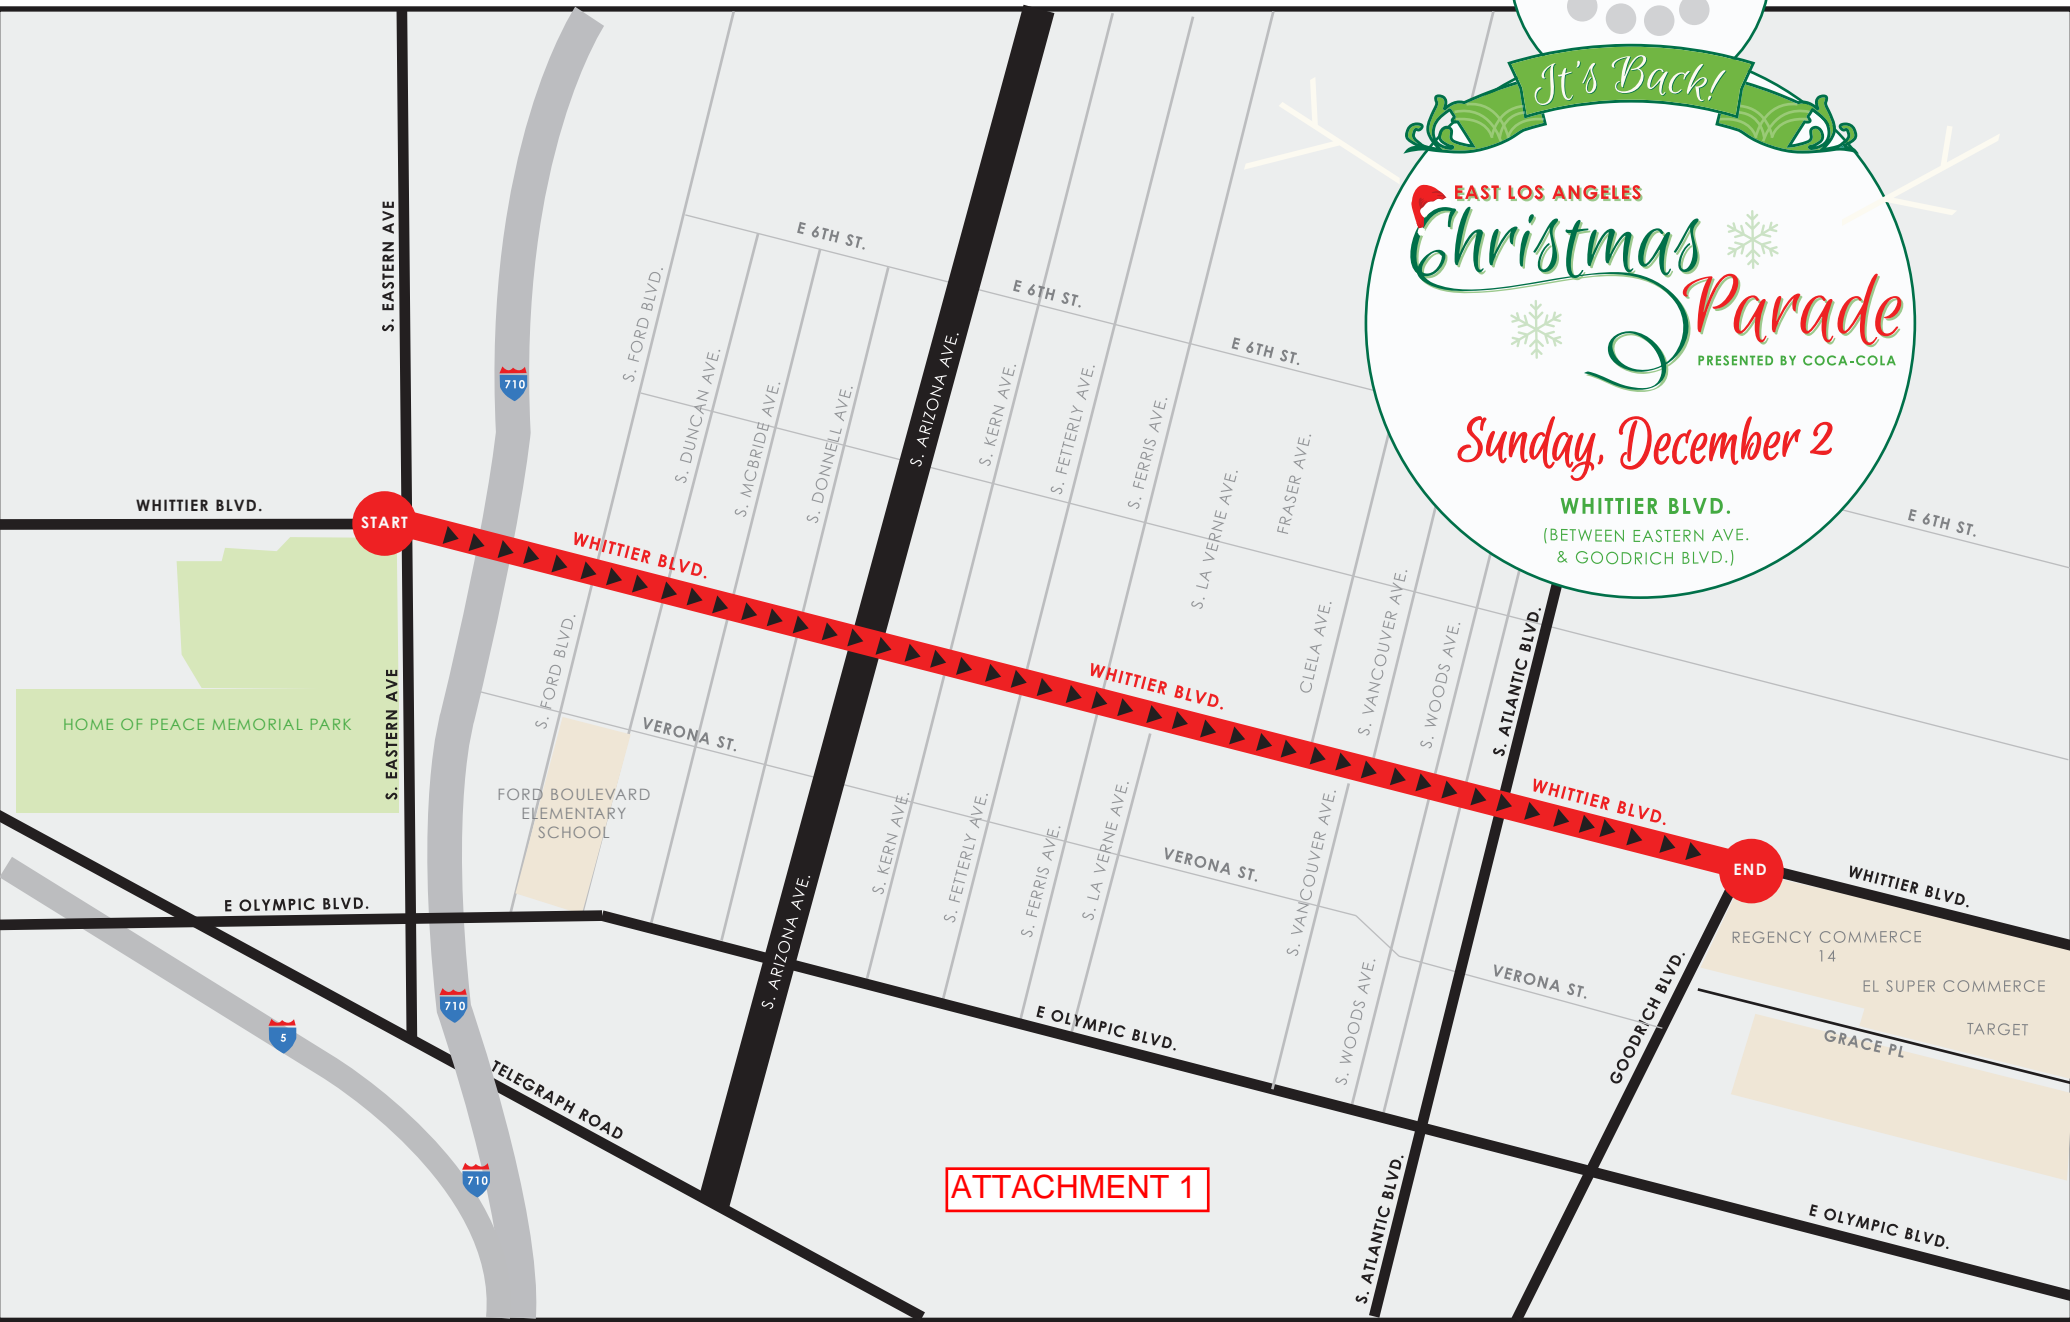 It's Back!
EAST LOS ANGELES
Christmas
Parade
PRESENTED BY COCA-COLA
Sunday, December 2
WHITTIER BLVD.
(BETWEEN EASTERN AVE.
& GOODRICH BLVD.)
S. EASTERN AVE
E 6TH ST.
E 6TH ST.
E 6TH ST.
E 6TH ST.
S. FORD BLVD.
S. DUNCAN AVE.
S. MCBRIDE AVE.
S. DONNELL AVE.
S. ARIZONA AVE.
S. KERN AVE.
S. FETTERLY AVE.
S. FERRIS AVE.
S. LA VERNE AVE.
FRASER AVE.
710
WHITTIER BLVD.
START
WHITTIER BLVD.
WHITTIER BLVD.
WHITTIER BLVD.
END
WHITTIER BLVD.
CLELA AVE.
S. VANCOUVER AVE.
S. WOODS AVE.
S. ATLANTIC BLVD.
HOME OF PEACE MEMORIAL PARK
S. EASTERN AVE
S. FORD BLVD.
VERONA ST.
FORD BOULEVARD
ELEMENTARY
SCHOOL
S. KERN AVE.
S. FETTERLY AVE.
S. FERRIS AVE.
S. LA VERNE AVE.
VERONA ST.
S. VANCOUVER AVE.
S. WOODS AVE.
VERONA ST.
GOODRICH BLVD.
REGENCY COMMERCE
14
EL SUPER COMMERCE
TARGET
GRACE PL
E OLYMPIC BLVD.
S. ARIZONA AVE.
710
5
E OLYMPIC BLVD.
TELEGRAPH ROAD
710
ATTACHMENT 1
S. ATLANTIC BLVD.
E OLYMPIC BLVD.